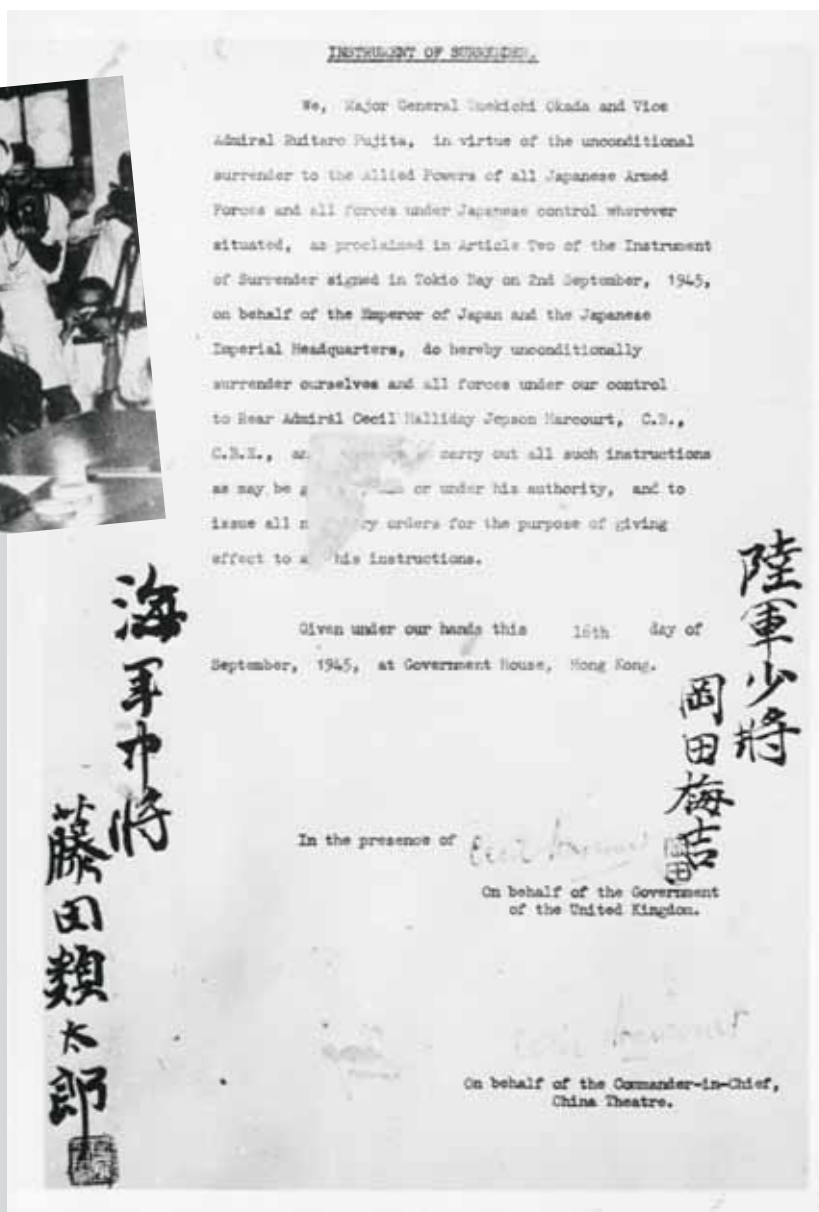 INSTRUMENT OF SURRENDER.
We, Major General Umekichi Okada and Vice
Admiral Ruitaro Fujita, in virtue of the unconditional
surrender to the Allied Powers of all Japanese Armed
Forces and all forces under Japanese control wherever
situated, as proclaimed in Article Two of the Instrument
of Surrender signed in Tokio Bay on 2nd September, 1945,
on behalf of the Emperor of Japan and the Japanese
Imperial Headquarters, do hereby unconditionally
surrender ourselves and all forces under our control
to Rear Admiral Cecil Halliday Jepson Harcourt, C.B.,
C.B.E., carry out all such instructions
as may be or under his authority, and to
issue all orders for the purpose of giving
effect to his instructions.
Given under our hands this 16th day of
September, 1945, at Government House, Hong Kong.
陸軍少將
岡田梅吉
岡田
海軍中將
藤田類太郎
In the presence of Cecil Harcourt
On behalf of the Government
of the United Kingdom.
Cecil Harcourt
On behalf of the Commander-in-Chief,
China Theatre.